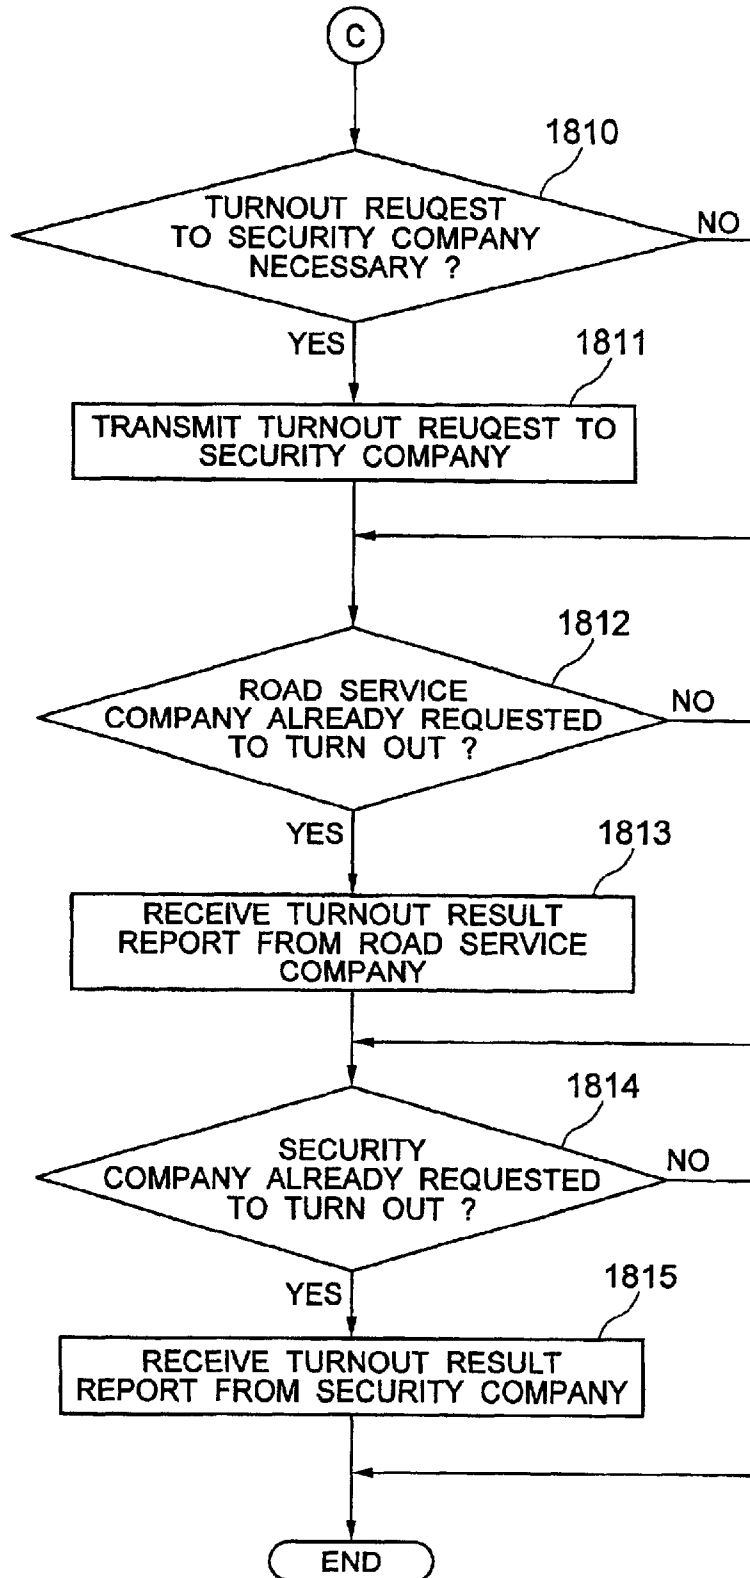 C
1810
TURNOUT REUQEST
TO SECURITY COMPANY
NECESSARY ?
NO
YES
1811
TRANSMIT TURNOUT REUQEST TO
SECURITY COMPANY
1812
ROAD SERVICE
COMPANY ALREADY REQUESTED
TO TURN OUT ?
NO
YES
1813
RECEIVE TURNOUT RESULT
REPORT FROM ROAD SERVICE
COMPANY
1814
SECURITY
COMPANY ALREADY REQUESTED
TO TURN OUT ?
NO
YES
1815
RECEIVE TURNOUT RESULT
REPORT FROM SECURITY COMPANY
END